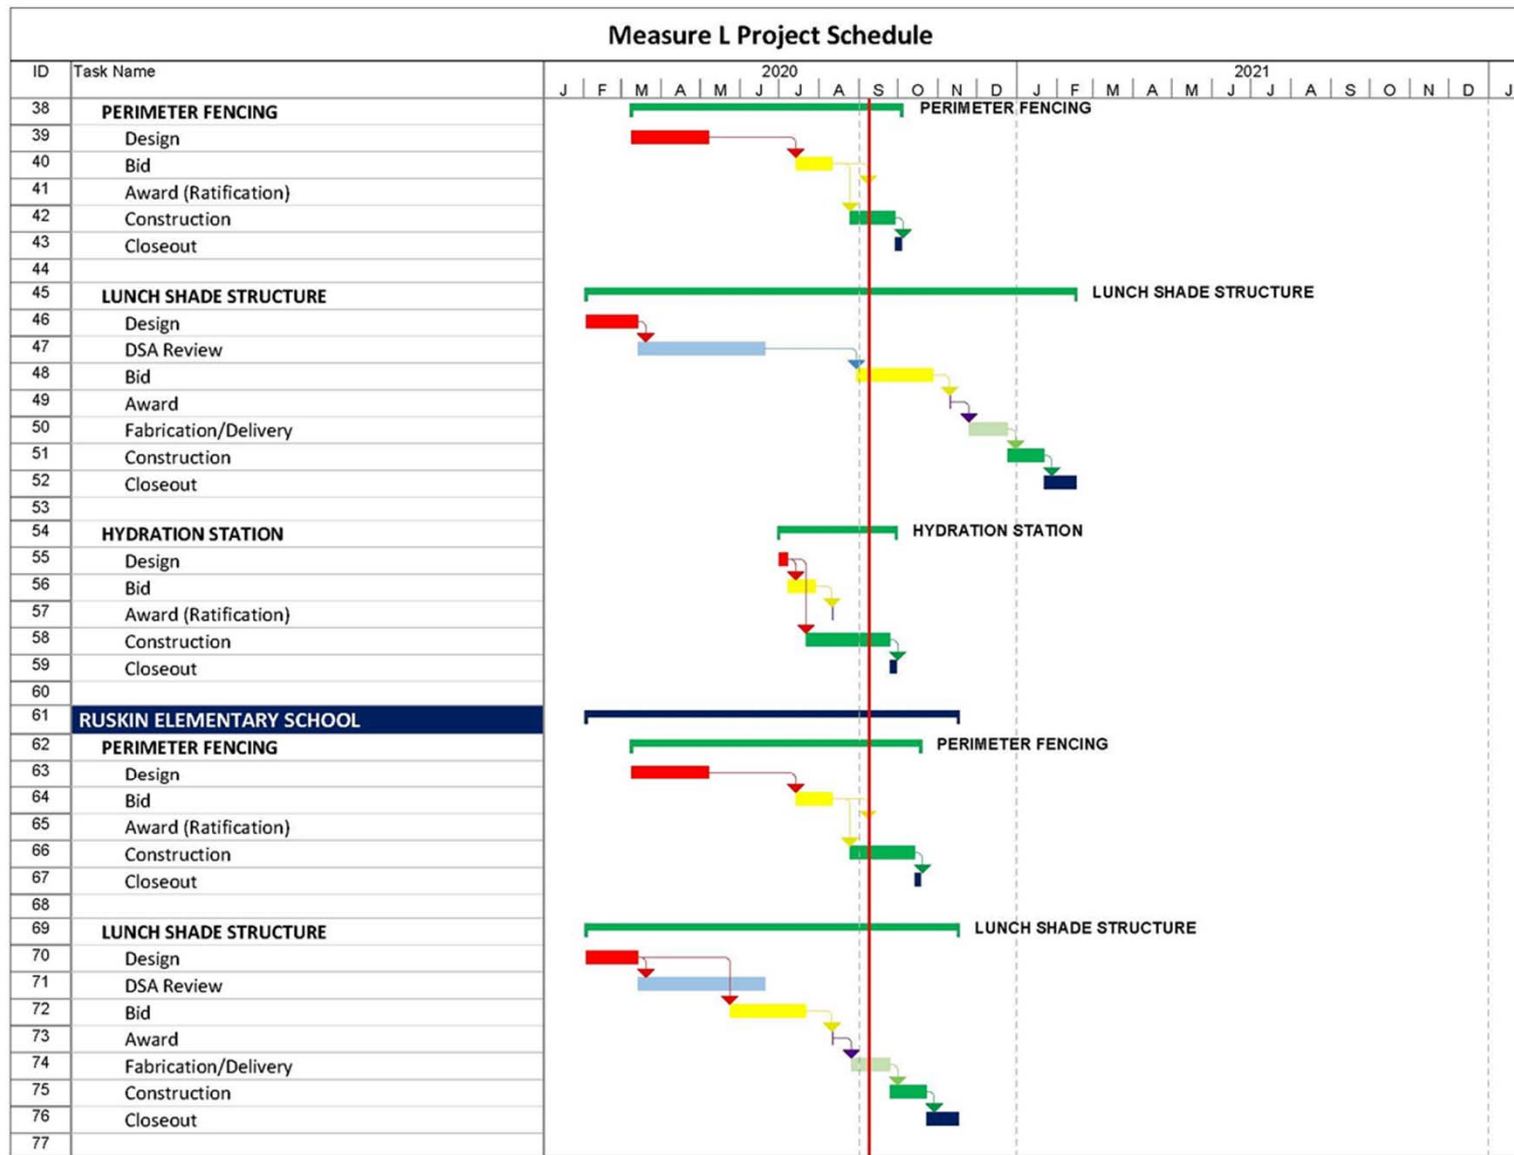 Measure L Project Schedule
ID Task Name 2020 2021
J F M A M J J A S O N D J F M A M J J A S O N D J
38 PERIMETER FENCING PERIMETER FENCING
39 Design
40 Bid
41 Award (Ratification)
42 Construction
43 Closeout
44
45 LUNCH SHADE STRUCTURE LUNCH SHADE STRUCTURE
46 Design
47 DSA Review
48 Bid
49 Award
50 Fabrication/Delivery
51 Construction
52 Closeout
53
54 HYDRATION STATION HYDRATION STATION
55 Design
56 Bid
57 Award (Ratification)
58 Construction
59 Closeout
60
61 RUSKIN ELEMENTARY SCHOOL
62 PERIMETER FENCING PERIMETER FENCING
63 Design
64 Bid
65 Award (Ratification)
66 Construction
67 Closeout
68
69 LUNCH SHADE STRUCTURE LUNCH SHADE STRUCTURE
70 Design
71 DSA Review
72 Bid
73 Award
74 Fabrication/Delivery
75 Construction
76 Closeout
77